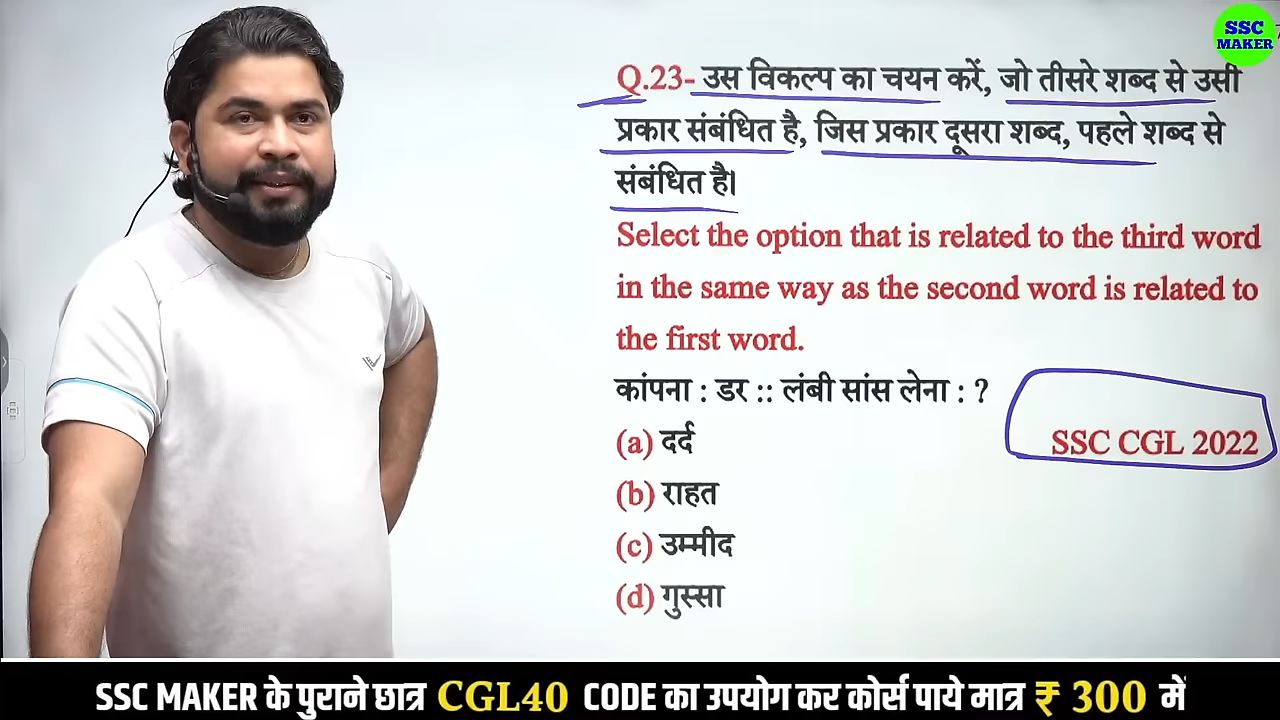 SSC
MAKER
Q.23- उस विकल्प का चयन करें, जो तीसरे शब्द से उसी
प्रकार संबंधित है, जिस प्रकार दूसरा शब्द, पहले शब्द से
संबंधित है।
Select the option that is related to the third word
in the same way as the second word is related to
the first word.
कांपना : डर :: लंबी सांस लेना : ?
(a) दर्द
SSC CGL 2022
(b) राहत
(c) उम्मीद
(d) गुस्सा
SSC MAKER के पुराने छात्र CGL40 CODE का उपयोग कर कोर्स पाये मात्र ₹ 300 में